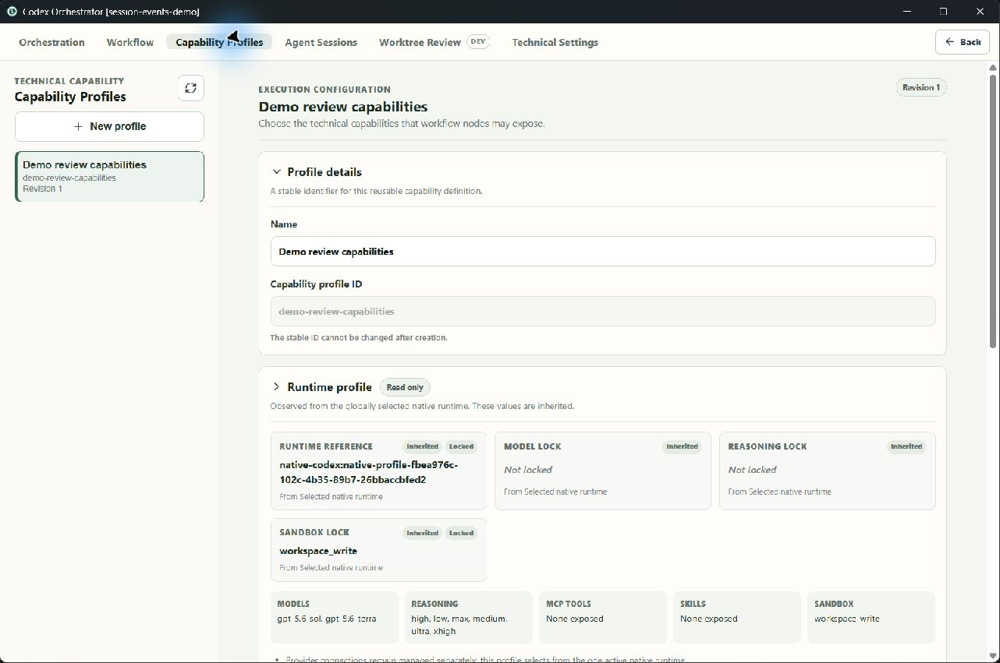 Codex Orchestrator [session-events-demo]
Orchestration
Workflow
Capability Profiles
Agent Sessions
Worktree Review DEV
Technical Settings
Back
TECHNICAL CAPABILITY
Capability Profiles
New profile
Demo review capabilities
demo-review-capabilities
Revision 1
EXECUTION CONFIGURATION
Revision 1
Demo review capabilities
Choose the technical capabilities that workflow nodes may expose.
Profile details
A stable identifier for this reusable capability definition.
Name
Demo review capabilities
Capability profile ID
demo-review-capabilities
The stable ID cannot be changed after creation.
Runtime profile Read only
Observed from the globally selected native runtime. These values are inherited.
RUNTIME REFERENCE Inherited Locked
native-codex:native-profile-fbea976c-
102c-4b35-89b7-26bbaccbfed2
From Selected native runtime
MODEL LOCK Inherited
Not locked
From Selected native runtime
REASONING LOCK Inherited
Not locked
From Selected native runtime
SANDBOX LOCK Inherited Locked
workspace_write
From Selected native runtime
MODELS
gpt-5.6-sol, gpt-5.6-terra
REASONING
high, low, max, medium,
ultra, xhigh
MCP TOOLS
None exposed
SKILLS
None exposed
SANDBOX
workspace_write
• Provider connections remain managed separately; this profile selects from the one active native runtime.